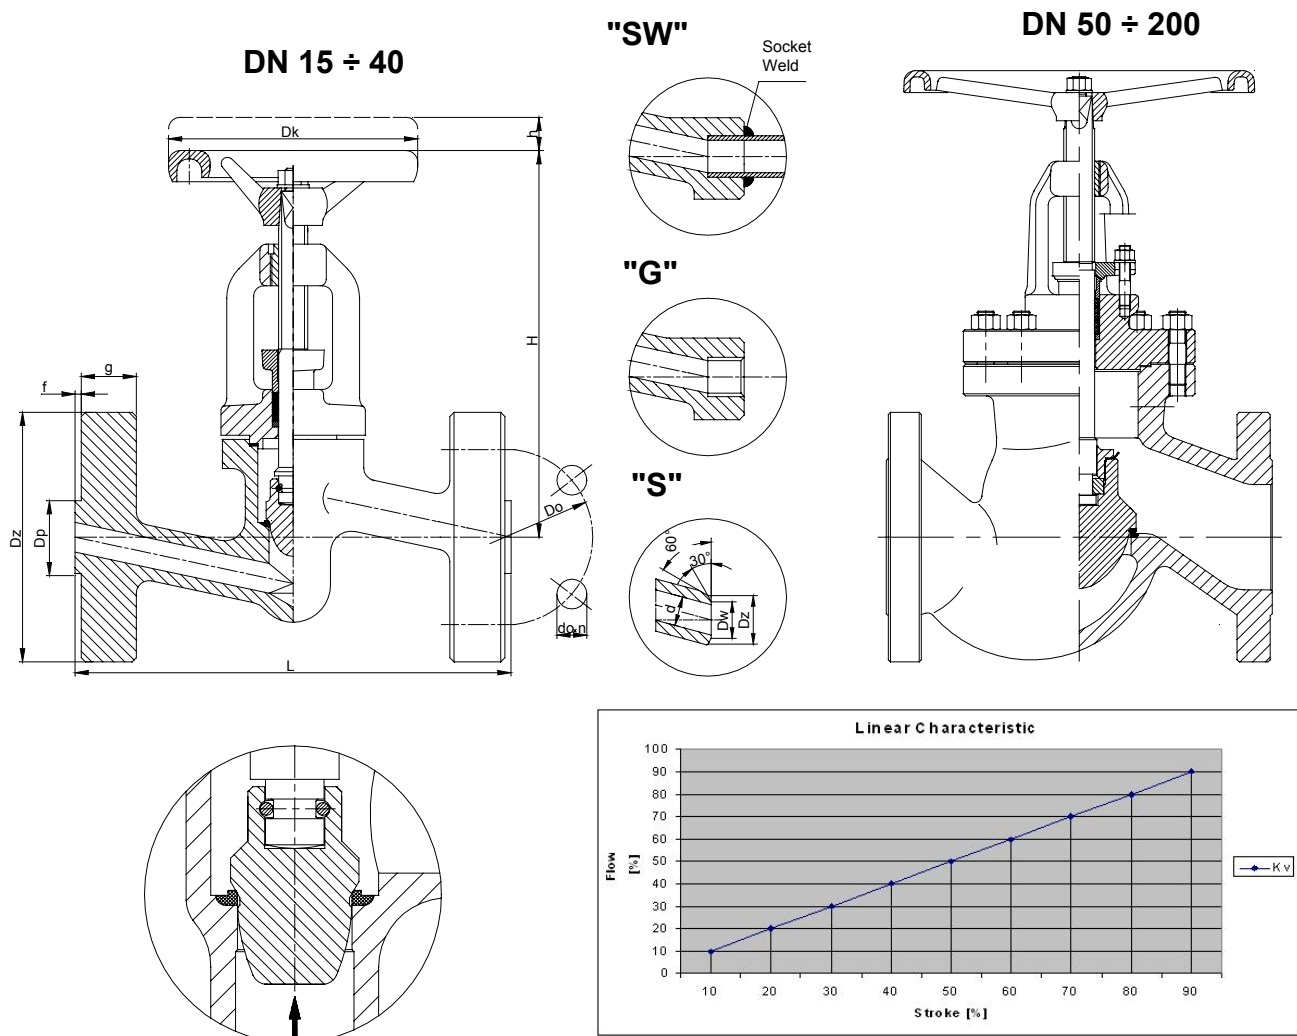 DN 15 ÷ 40
"SW"
Socket
Weld
DN 50 ÷ 200
Dk
h
H
g
f
Dz
Dp
Do
do,n
L
"G"
"S"
60°
30°
d
Dw
Dz
Linear Characteristic
Flow
[%]
100
90
80
70
60
50
40
30
20
10
0
10 20 30 40 50 60 70 80 90
Stroke [%]
Kv